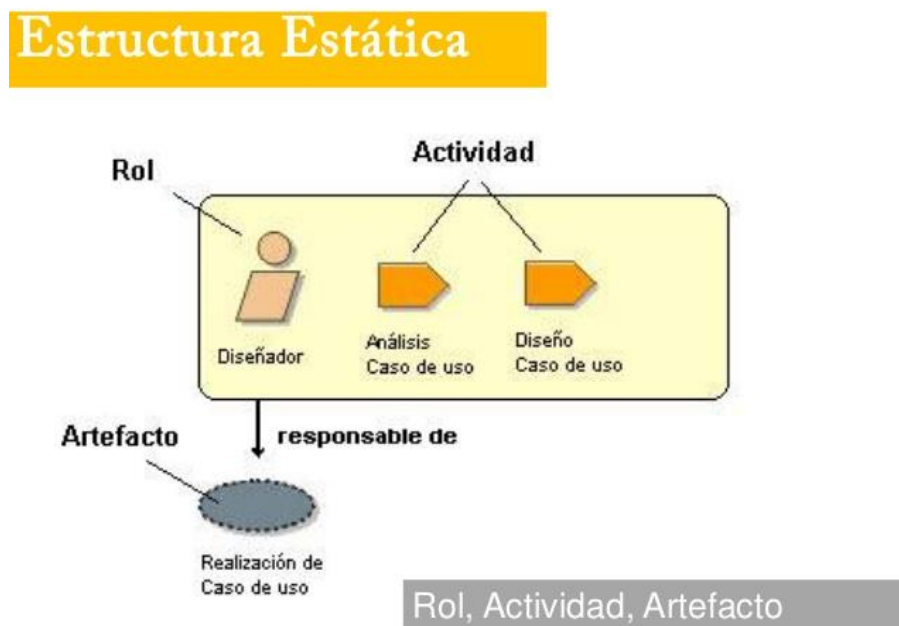 Estructura Estática
Actividad
Rol
Diseñador
Análisis
Caso de uso
Diseño
Caso de uso
Artefacto
responsable de
Realización de
Caso de uso
Rol, Actividad, Artefacto